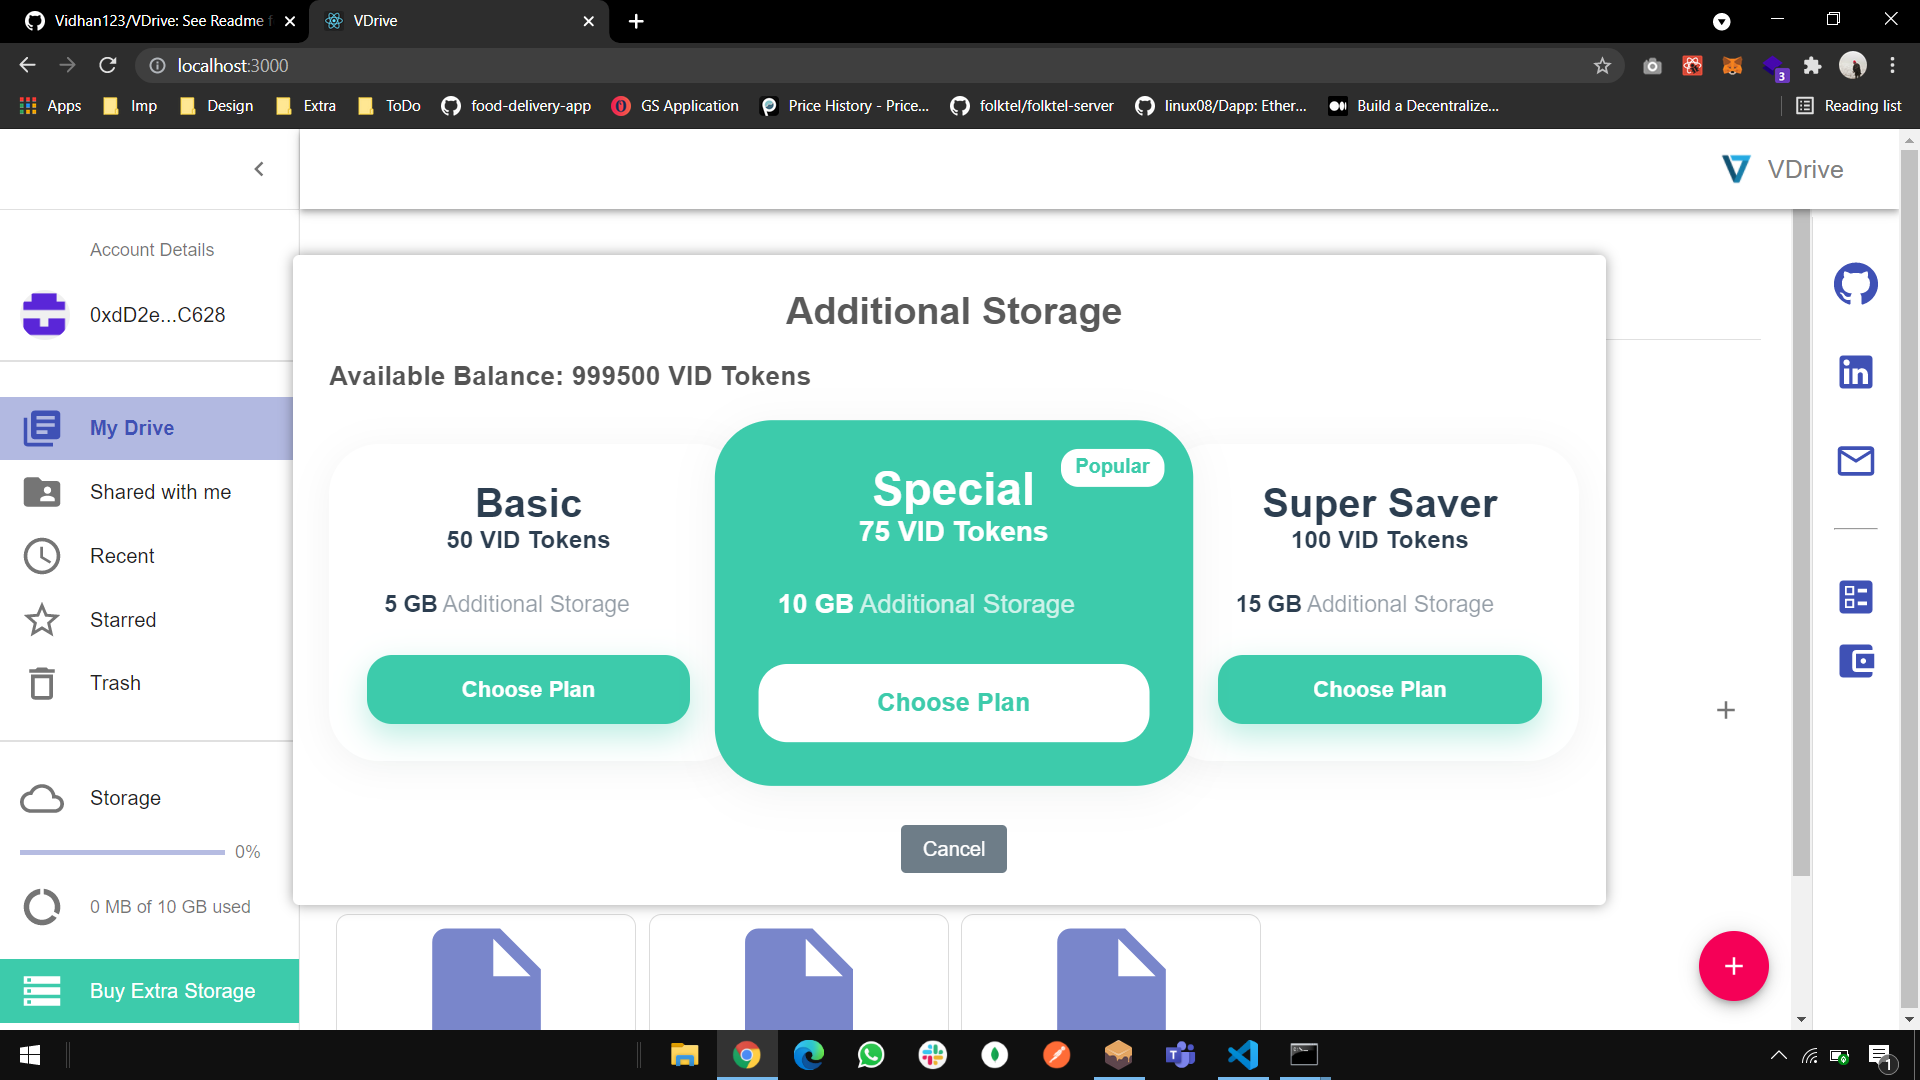 Vidhan123/VDrive: See Readme f
VDrive
localhost:3000
3
Apps
Imp
Design
Extra
ToDo
food-delivery-app
GS Application
Price History - Price...
folktel/folktel-server
linux08/Dapp: Ether...
Build a Decentralize...
Reading list
VDrive
Account Details
0xdD2e...C628
My Drive
Shared with me
Recent
Starred
Trash
Storage
0%
0 MB of 10 GB used
Buy Extra Storage
Additional Storage
Available Balance: 999500 VID Tokens
Basic
50 VID Tokens
5 GB Additional Storage
Choose Plan
Popular
Special
75 VID Tokens
10 GB Additional Storage
Choose Plan
Super Saver
100 VID Tokens
15 GB Additional Storage
Choose Plan
Cancel
1